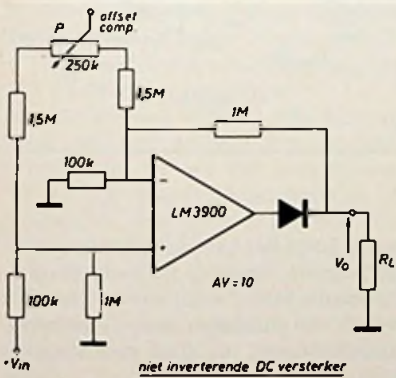 offset
comp.
P
250k
1,5M
1,5M
1M
100k
-
LM3900
+
Vo
RL
AV=10
100k
1M
+Vin
niet inverterende DC versterker